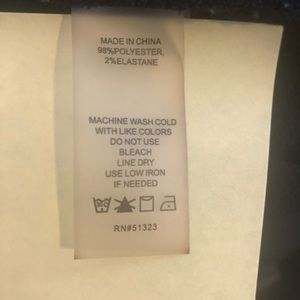 MADE IN CHINA
98%POLYESTER,
2%ELASTANE
MACHINE WASH COLD
WITH LIKE COLORS
DO NOT USE
BLEACH
LINE DRY
USE LOW IRON
IF NEEDED
RN#51323